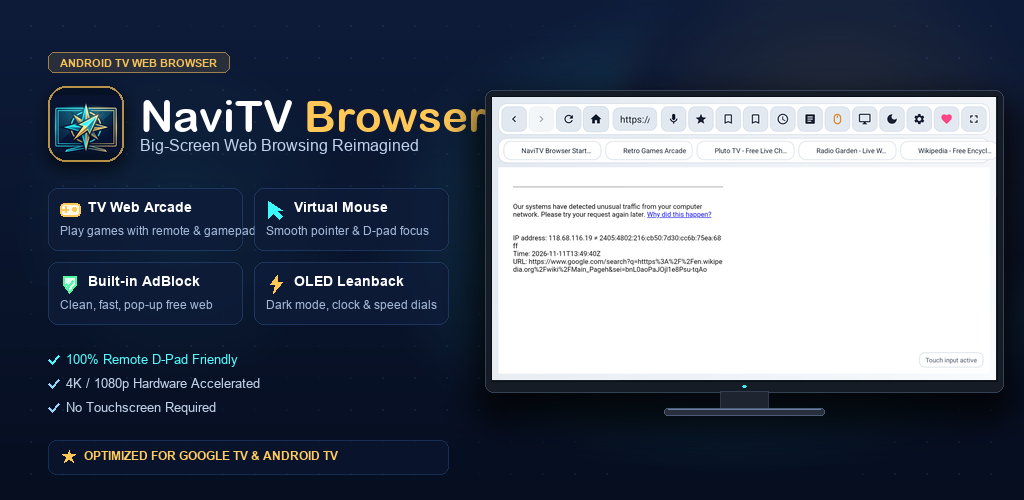 ANDROID TV WEB BROWSER
NaviTV Browser
Big-Screen Web Browsing Reimagined
TV Web Arcade
Play games with remote & gamepad
Virtual Mouse
Smooth pointer & D-pad focus
Built-in AdBlock
Clean, fast, pop-up free web
OLED Leanback
Dark mode, clock & speed dials
100% Remote D-Pad Friendly
4K / 1080p Hardware Accelerated
No Touchscreen Required
OPTIMIZED FOR GOOGLE TV & ANDROID TV
https:/
NaviTV Browser Start...
Retro Games Arcade
Pluto TV - Free Live Ch...
Radio Garden - Live W...
Wikipedia - Free Encycl...
Our systems have detected unusual traffic from your computer
network. Please try your request again later. Why did this happen?
IP address: 118.68.116.19 ≠ 2405:4802:216:cb50:7d30:cc6b:75ea:68
ff
Time: 2026-11-11T13:49:40Z
URL: https://www.google.com/search?q=htttps%3A%2F%2Fen.wikipe
dia.org%2Fwiki%2FMain_Pageh&sei=bnL0aoPaJOjI1e8Psu-tqAo
Touch input active